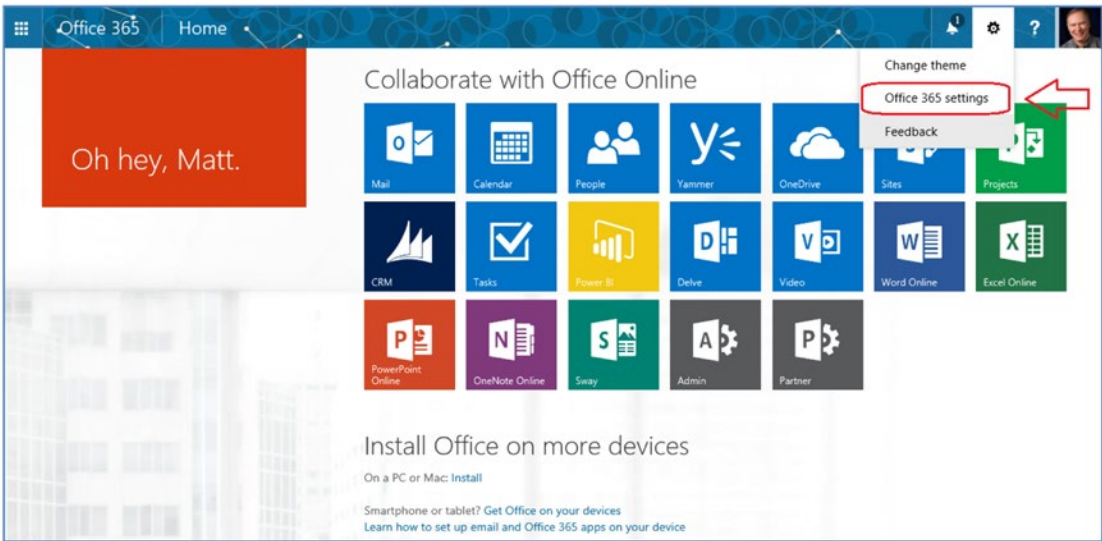 Office 365 Home 1 ?
Change theme
Office 365 settings
Feedback
Oh hey, Matt.
Collaborate with Office Online
Mail Calendar People Yammer OneDrive Sites Projects
CRM Tasks Power BI Delve Video Word Online Excel Online
PowerPoint
Online OneNote Online Sway Admin Partner
Install Office on more devices
On a PC or Mac: Install
Smartphone or tablet? Get Office on your devices
Learn how to set up email and Office 365 apps on your device